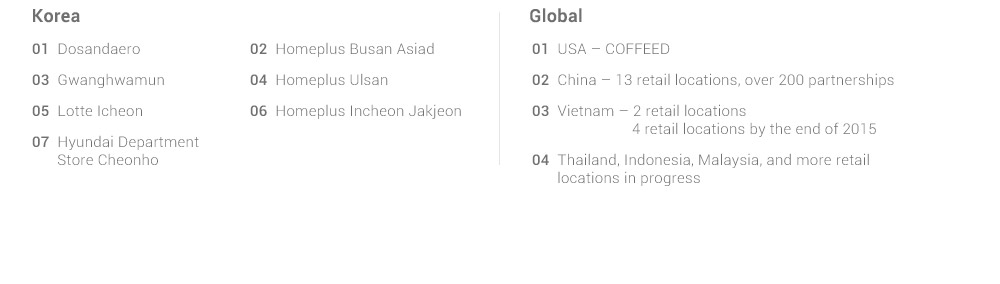 Korea
01 Dosandaero
02 Homeplus Busan Asiad
03 Gwanghwamun
04 Homeplus Ulsan
05 Lotte Icheon
06 Homeplus Incheon Jakjeon
07 Hyundai Department
Store Cheonho
Global
01 USA – COFFEED
02 China – 13 retail locations, over 200 partnerships
03 Vietnam – 2 retail locations
4 retail locations by the end of 2015
04 Thailand, Indonesia, Malaysia, and more retail
locations in progress